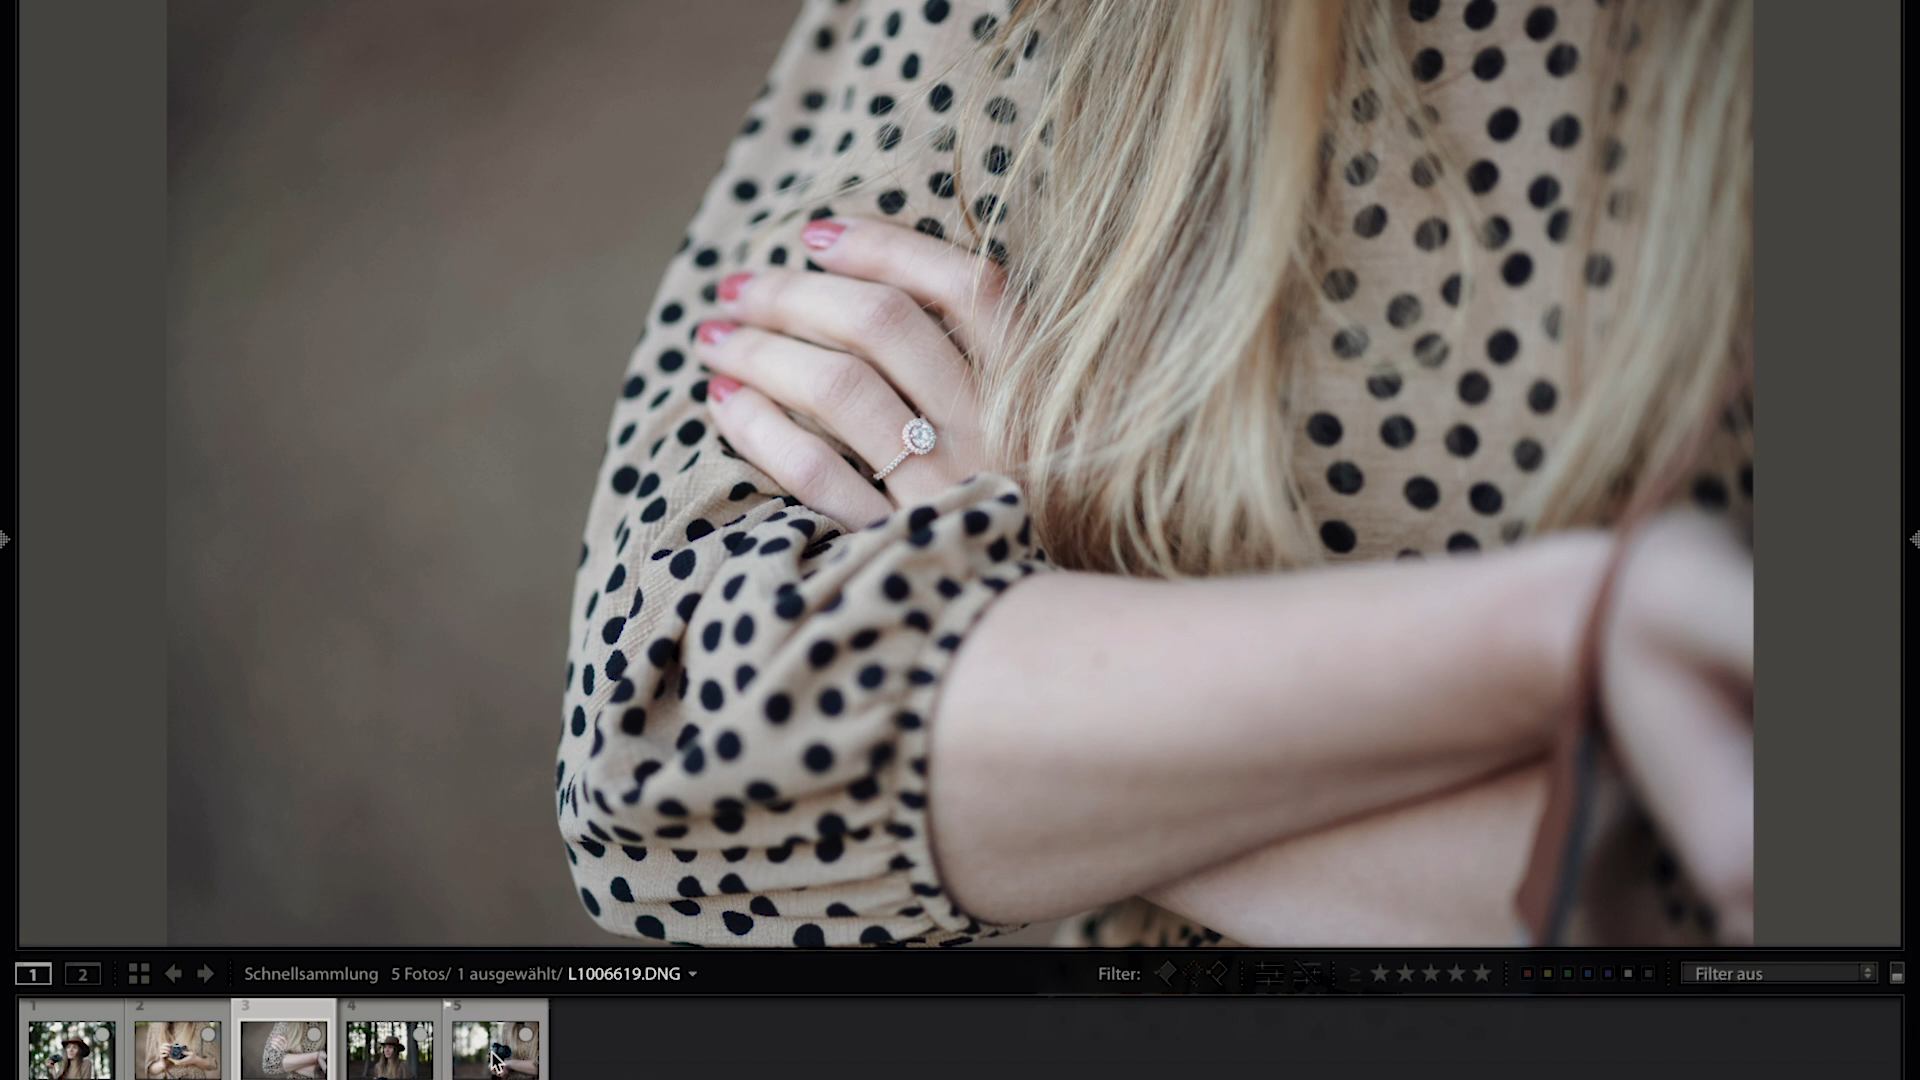 1 2 Schnellsammlung 5 Fotos/ 1 ausgewählt/ L1006619.DNG Filter: ≥ Filter aus
1 2 3 4 5